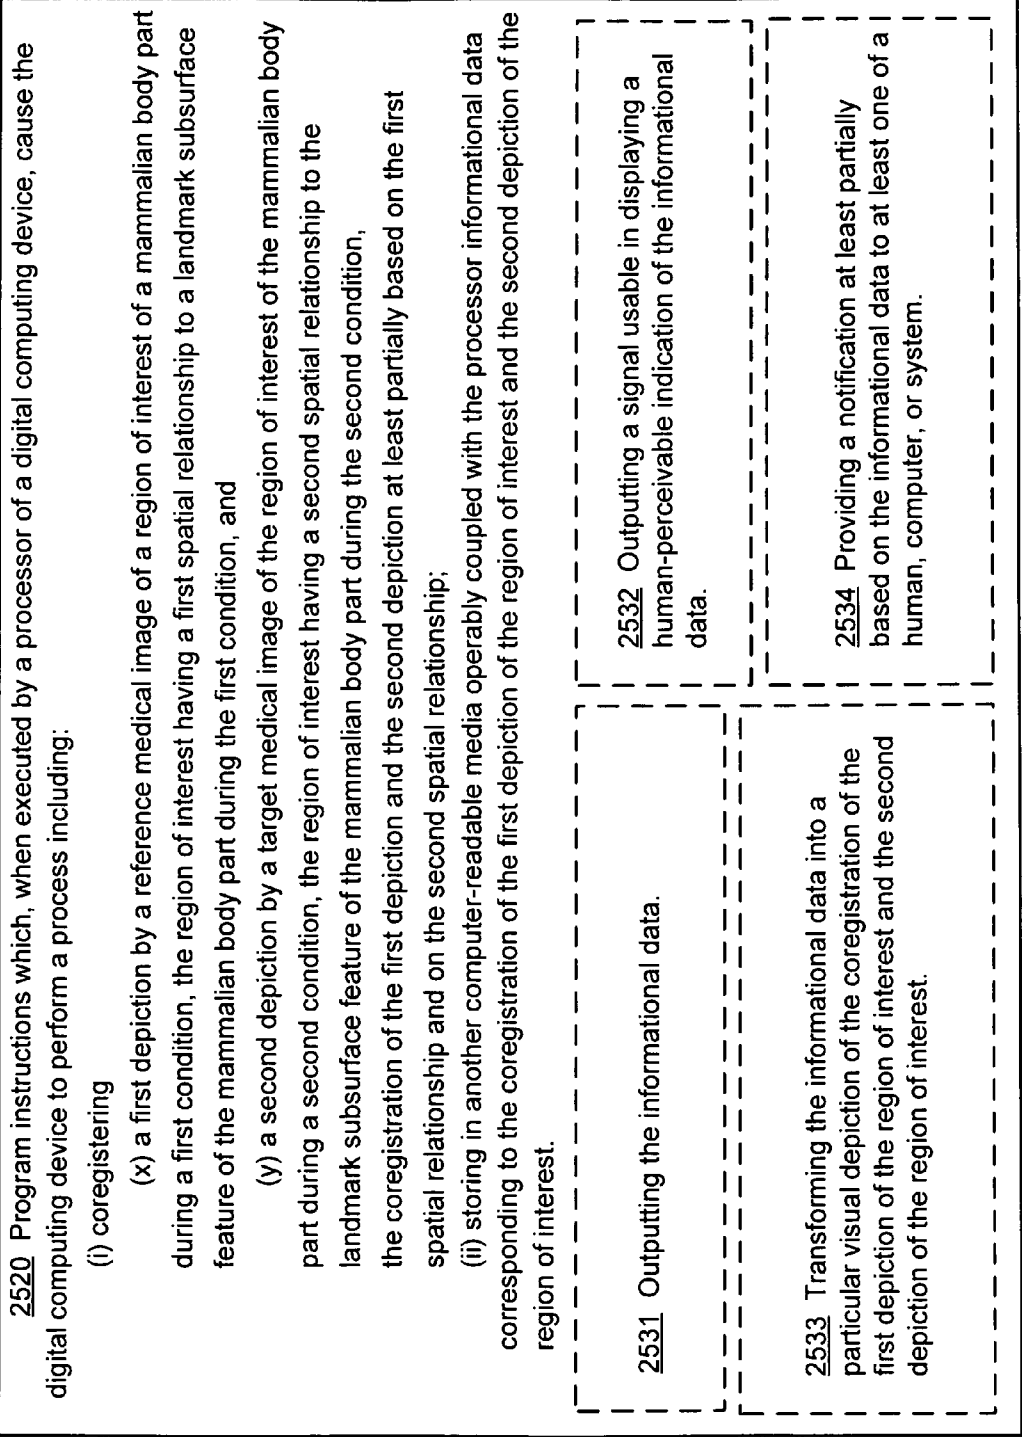 2520 Program instructions which, when executed by a processor of a digital computing device, cause the
digital computing device to perform a process including:
(i) coregistering
(x) a first depiction by a reference medical image of a region of interest of a mammalian body part
during a first condition, the region of interest having a first spatial relationship to a landmark subsurface
feature of the mammalian body part during the first condition, and
(y) a second depiction by a target medical image of the region of interest of the mammalian body
part during a second condition, the region of interest having a second spatial relationship to the
landmark subsurface feature of the mammalian body part during the second condition,
the coregistration of the first depiction and the second depiction at least partially based on the first
spatial relationship and on the second spatial relationship;
(ii) storing in another computer-readable media operably coupled with the processor informational data
corresponding to the coregistration of the first depiction of the region of interest and the second depiction of the
region of interest.
2531 Outputting the informational data.
2532 Outputting a signal usable in displaying a
human-perceivable indication of the informational
data.
2533 Transforming the informational data into a
particular visual depiction of the coregistration of the
first depiction of the region of interest and the second
depiction of the region of interest.
2534 Providing a notification at least partially
based on the informational data to at least one of a
human, computer, or system.